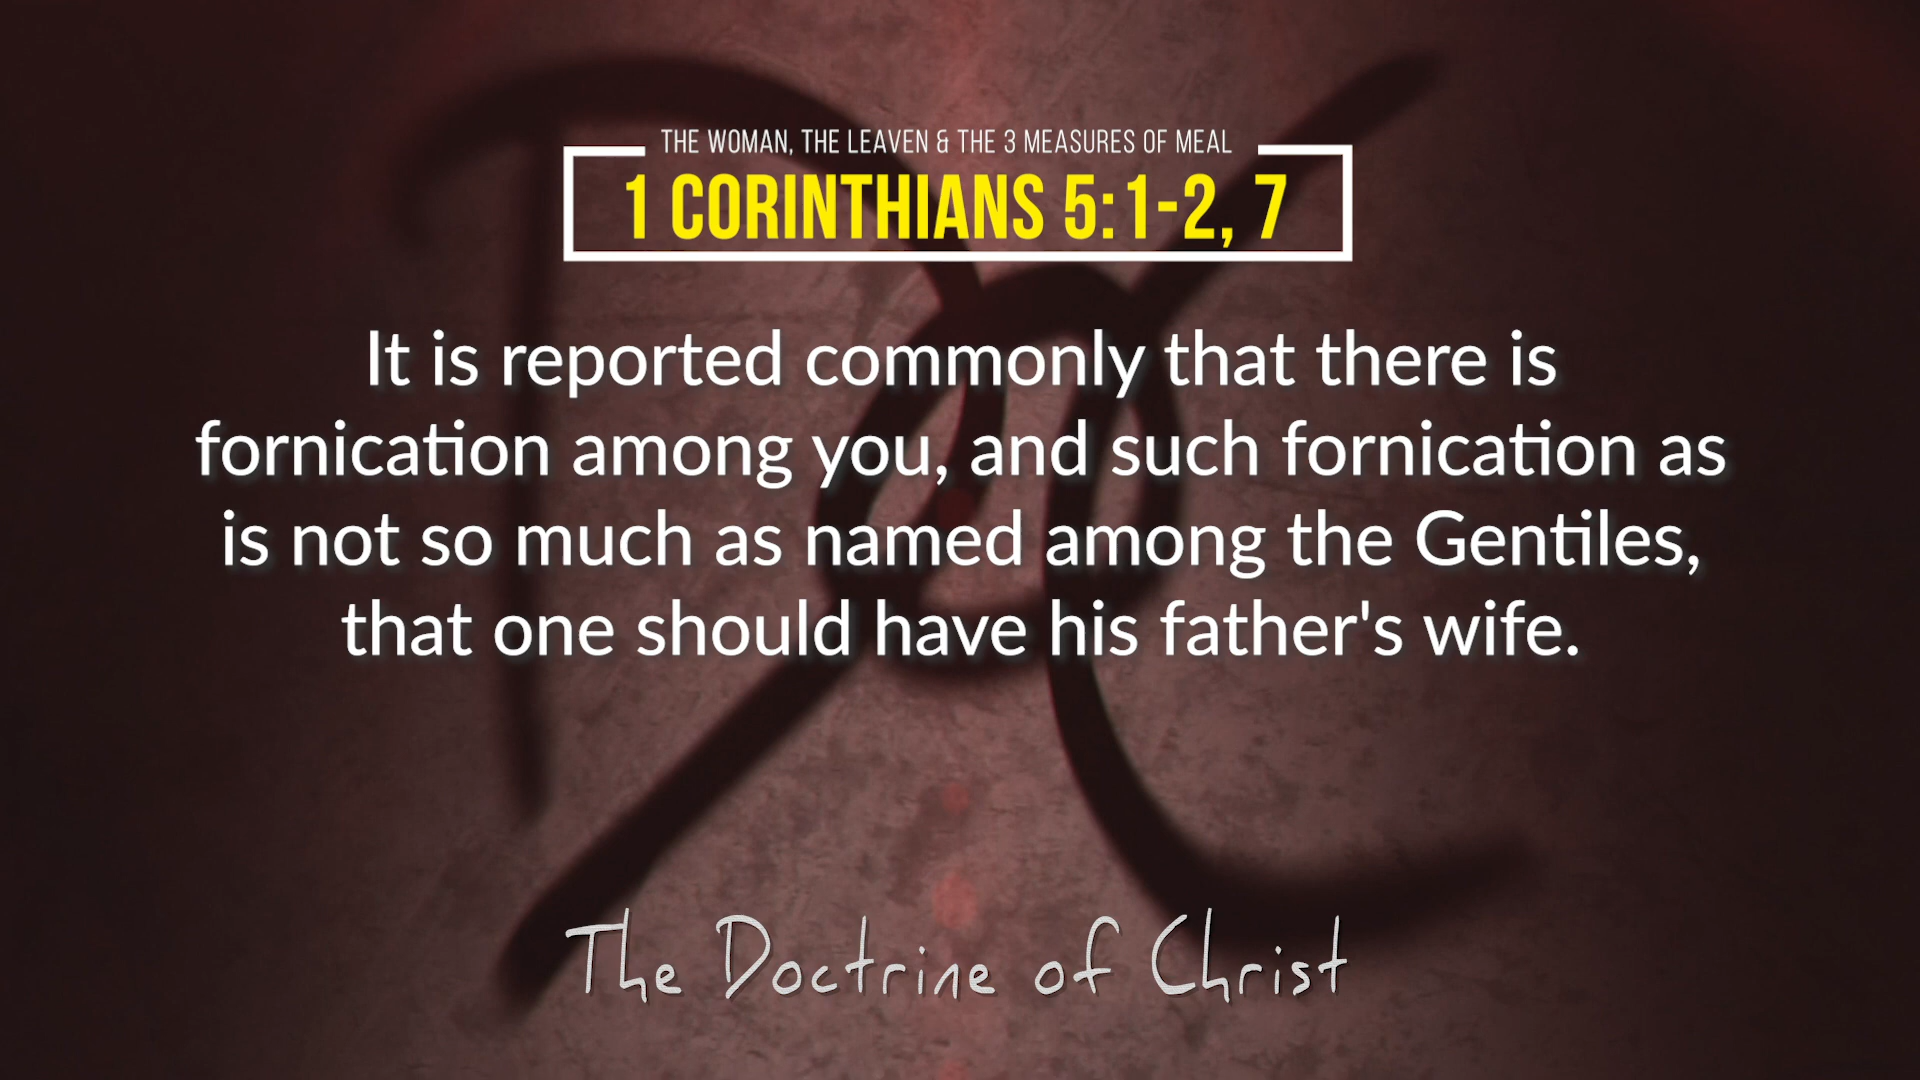 THE WOMAN, THE LEAVEN & THE 3 MEASURES OF MEAL
1 CORINTHIANS 5:1-2, 7
It is reported commonly that there is
fornication among you, and such fornication as
is not so much as named among the Gentiles,
that one should have his father's wife.
The Doctrine of Christ